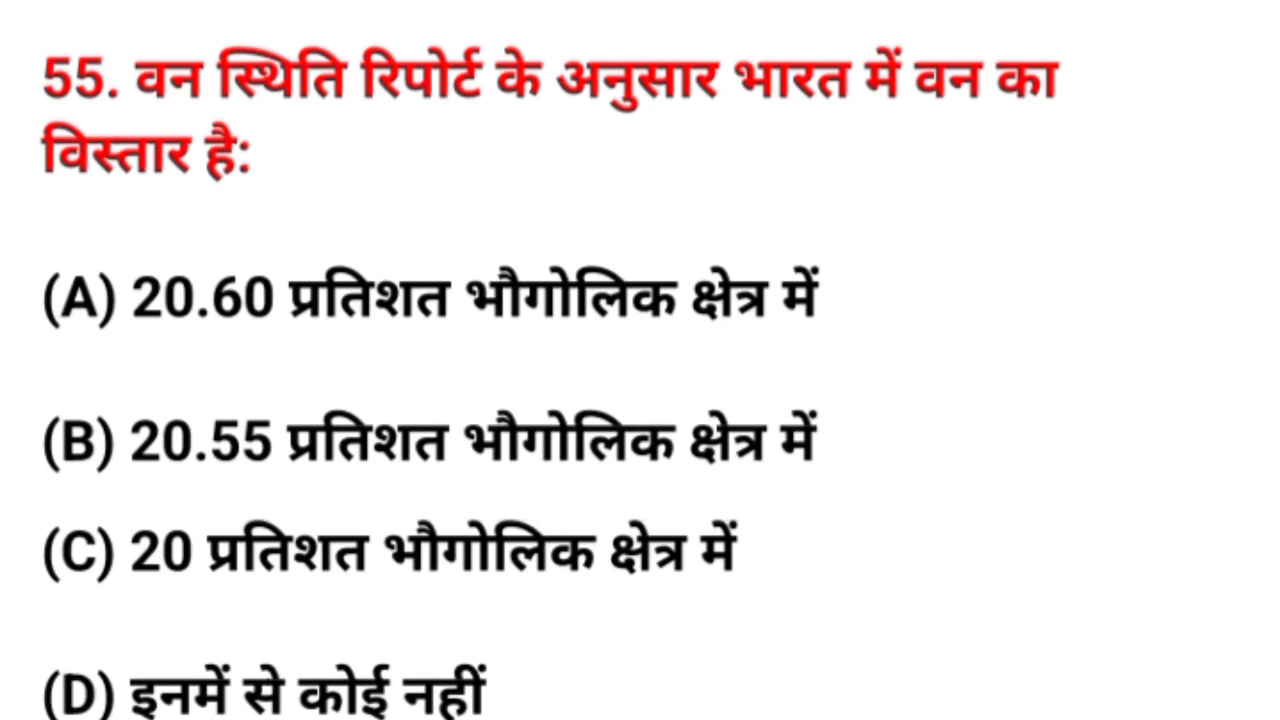 55. वन स्थिति रिपोर्ट के अनुसार भारत में वन का
विस्तार है:
(A) 20.60 प्रतिशत भौगोलिक क्षेत्र में
(B) 20.55 प्रतिशत भौगोलिक क्षेत्र में
(C) 20 प्रतिशत भौगोलिक क्षेत्र में
(D) इनमें से कोई नहीं